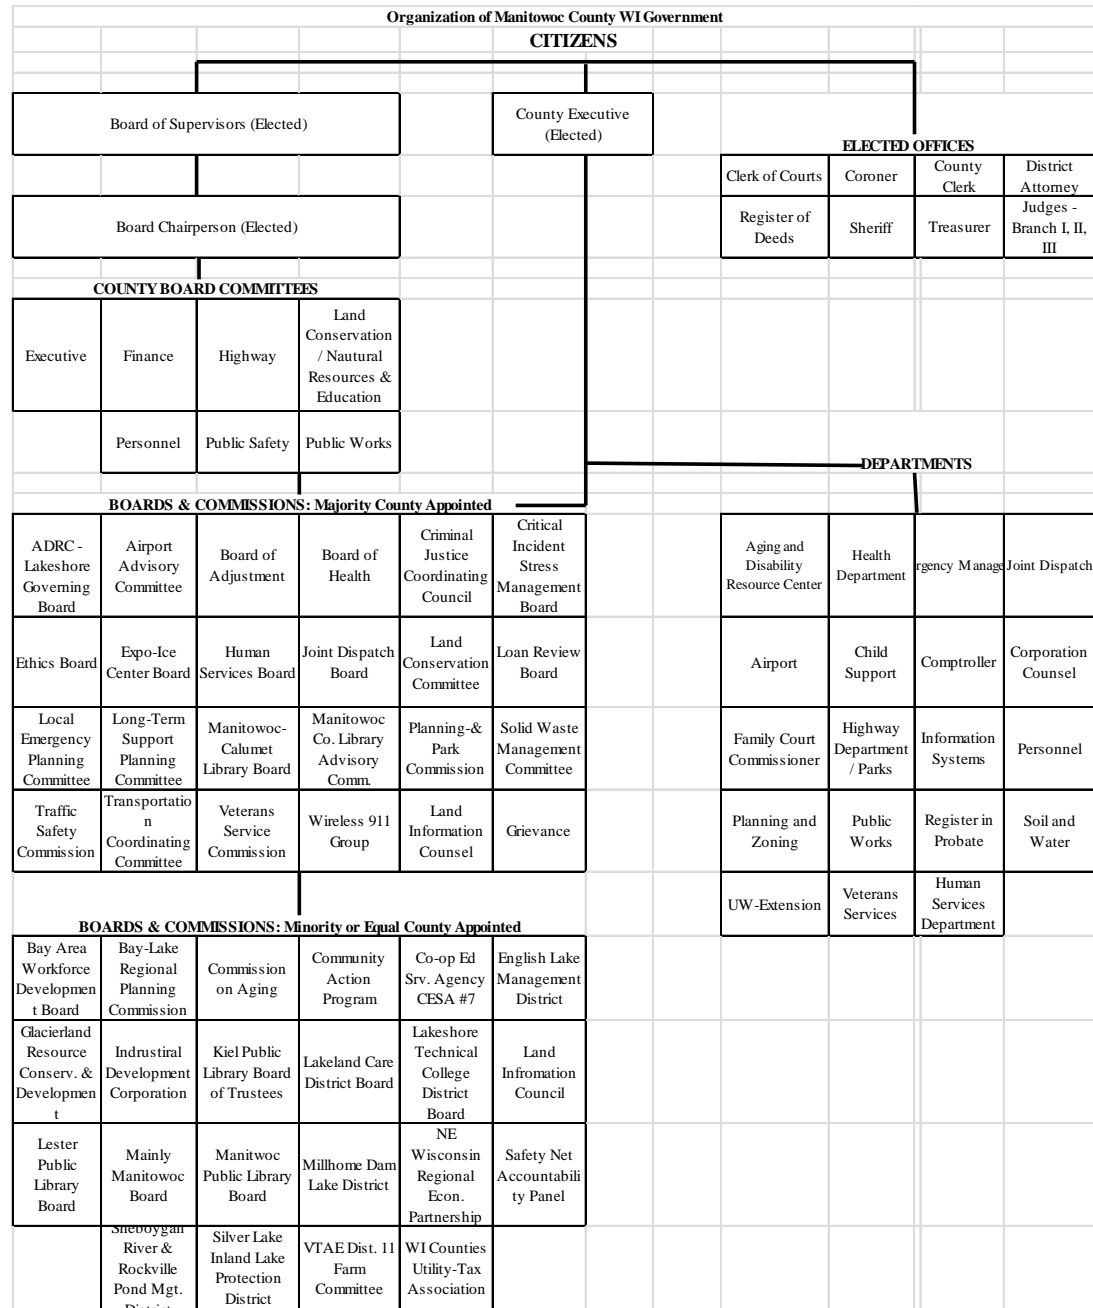 Organization of Manitowoc County WI Government
CITIZENS
Board of Supervisors (Elected)
County Executive
(Elected)
ELECTED OFFICES
Clerk of Courts
Coroner
County
Clerk
District
Attorney
Board Chairperson (Elected)
Register of
Deeds
Sheriff
Treasurer
Judges -
Branch I, II,
III
COUNTY BOARD COMMITTEES
Executive
Finance
Highway
Land
Conservation
/ Nautural
Resources &
Education
Personnel
Public Safety
Public Works
DEPARTMENTS
BOARDS & COMMISSIONS: Majority County Appointed
ADRC -
Lakeshore
Governing
Board
Airport
Advisory
Committee
Board of
Adjustment
Board of
Health
Criminal
Justice
Coordinating
Council
Critical
Incident
Stress
Management
Board
Aging and
Disability
Resource Center
Health
Department
rgency Manage
Joint Dispatch
Ethics Board
Expo-Ice
Center Board
Human
Services Board
Joint Dispatch
Board
Land
Conservation
Committee
Loan Review
Board
Airport
Child
Support
Comptroller
Corporation
Counsel
Local
Emergency
Planning
Committee
Long-Term
Support
Planning
Committee
Manitowoc-
Calumet
Library Board
Manitowoc
Co. Library
Advisory
Comm.
Planning-&
Park
Commission
Solid Waste
Management
Committee
Family Court
Commissioner
Highway
Department
/ Parks
Information
Systems
Personnel
Traffic
Safety
Commission
Transportatio
n
Coordinating
Committee
Veterans
Service
Commission
Wireless 911
Group
Land
Information
Counsel
Grievance
Planning and
Zoning
Public
Works
Register in
Probate
Soil and
Water
UW-Extension
Veterans
Services
Human
Services
Department
BOARDS & COMMISSIONS: Minority or Equal County Appointed
Bay Area
Workforce
Developmen
t Board
Bay-Lake
Regional
Planning
Commission
Commission
on Aging
Community
Action
Program
Co-op Ed
Srv. Agency
CESA #7
English Lake
Management
District
Glacierland
Resource
Conserv. &
Developmen
t
Indrustiral
Development
Corporation
Kiel Public
Library Board
of Trustees
Lakeland Care
District Board
Lakeshore
Technical
College
District
Board
Land
Infromation
Council
Lester
Public
Library
Board
Mainly
Manitowoc
Board
Manitwoc
Public Library
Board
Millhome Dam
Lake District
NE
Wisconsin
Regional
Econ.
Partnership
Safety Net
Accountabili
ty Panel
Sheboygan
River &
Rockville
Pond Mgt.
District
Silver Lake
Inland Lake
Protection
District
VTAE Dist. 11
Farm
Committee
WI Counties
Utility-Tax
Association